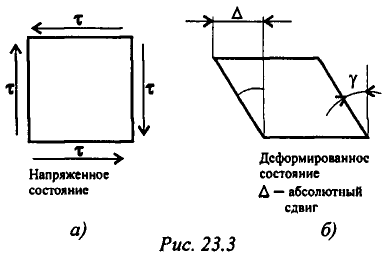 τ
Δ
τ
τ
γ
τ
Напряженное
состояние
Деформированное
состояние
Δ – абсолютный
сдвиг
а)
б)
Рис. 23.3